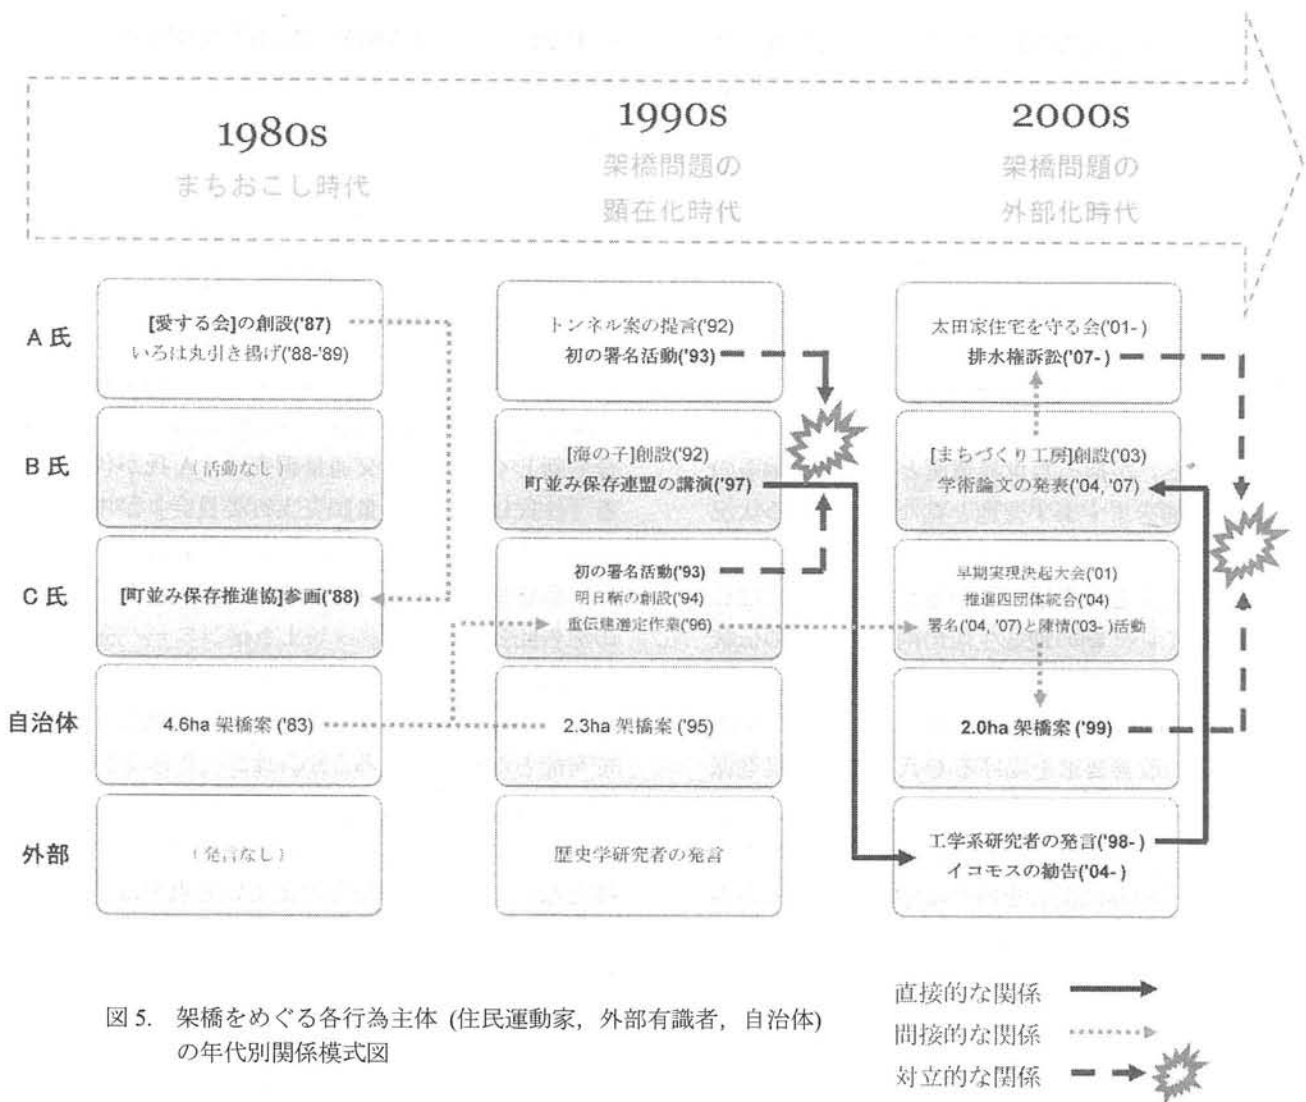 1980s
まちおこし時代
1990s
架橋問題の
顕在化時代
2000s
架橋問題の
外部化時代
A 氏
[愛する会]の創設('87)
いろは丸引き揚げ('88-'89)
トンネル案の提言('92)
初の署名活動('93)
太田家住宅を守る会('01- )
排水権訴訟('07- )
B 氏
（活動なし）
[海の子]創設('92)
町並み保存連盟の講演('97)
[まちづくり工房]創設('03)
学術論文の発表('04, '07)
C 氏
[町並み保存推進協]参画('88)
初の署名活動('93)
明日鞆の創設('94)
重伝建選定作業('96)
早期実現決起大会('01)
推進四団体統合('04)
署名('04, '07)と陳情('03- )活動
自治体
4.6ha 架橋案 ('83)
2.3ha 架橋案 ('95)
2.0ha 架橋案 ('99)
外部
（発言なし）
歴史学研究者の発言
工学系研究者の発言('98- )
イコモスの勧告('04- )
図 5. 架橋をめぐる各行為主体 (住民運動家，外部有識者，自治体)
の年代別関係模式図
直接的な関係
間接的な関係
対立的な関係